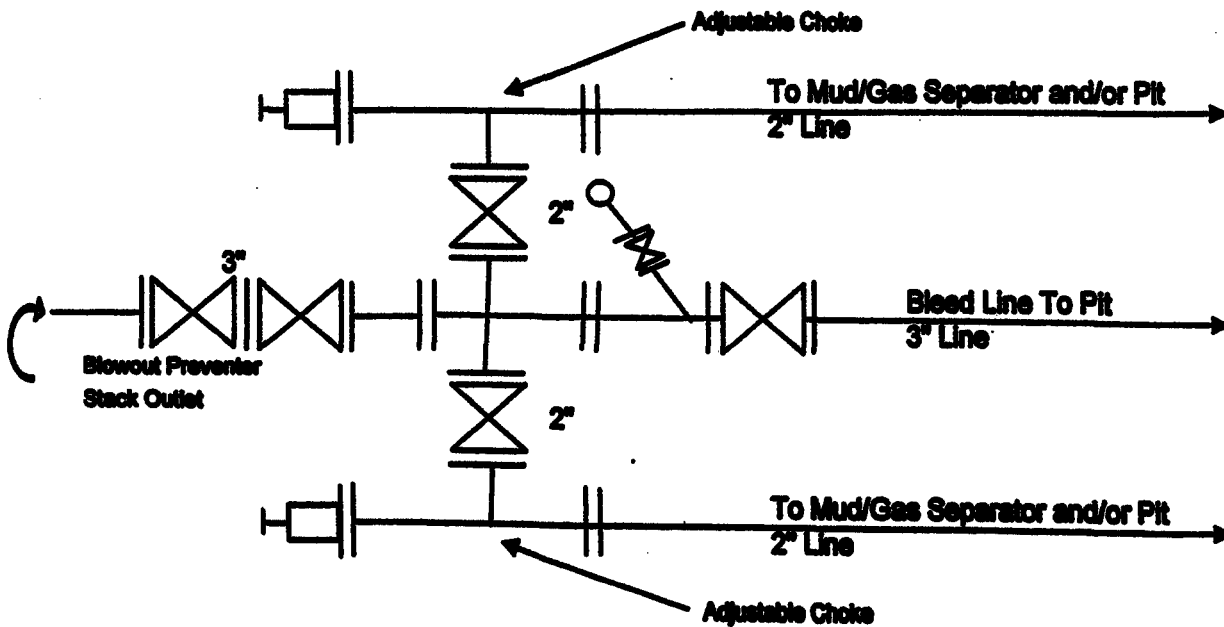 Adjustable Choke
To Mud/Gas Separator and/or Pit
2" Line
2"
3"
Bleed Line To Pit
3" Line
Blowout Preventer
Stack Outlet
2"
To Mud/Gas Separator and/or Pit
2" Line
Adjustable Choke